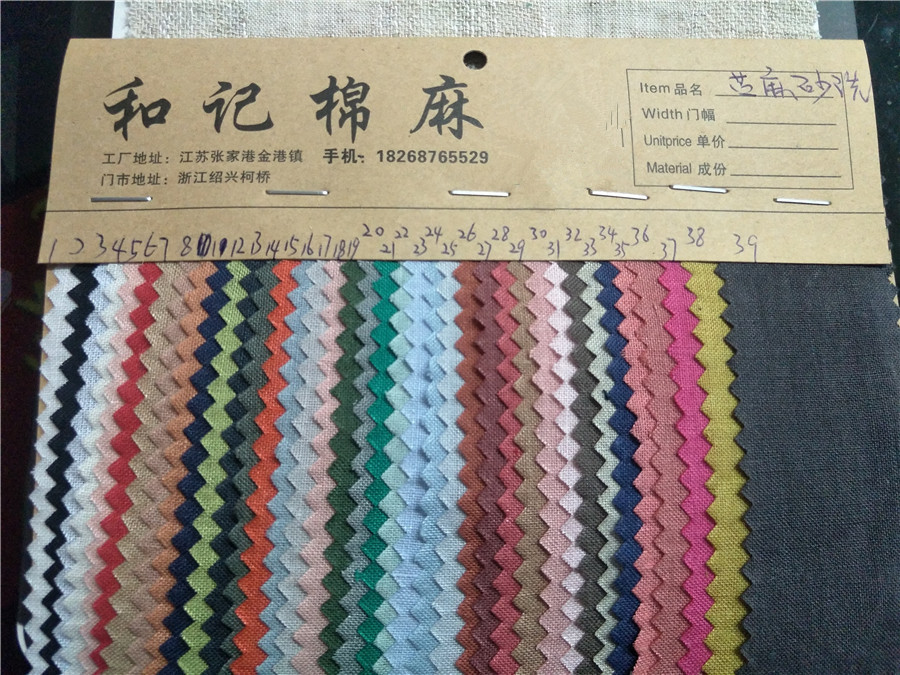 和记棉麻
工厂地址：江苏张家港金港镇 手机：18268765529
门市地址：浙江绍兴柯桥
Item 品名 苎麻砂洗
Width 门幅
Unitprice 单价
Material 成份
1 2 3 4 5 6 7 8 12 13 14 15 16 17 18 19 20 21 22 23 24 25 26 27 28 29 30 31 32 33 34 35 36 37 38 39